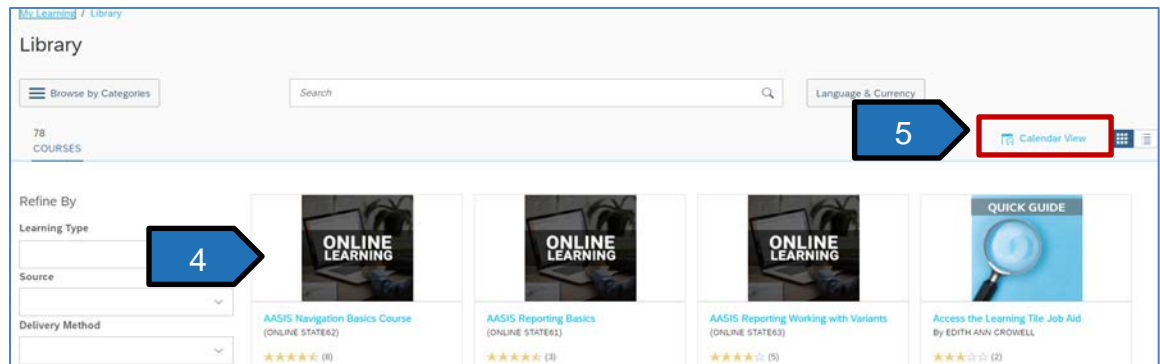 My Learning / Library
Library
Browse by Categories
Search
Language & Currency
78
COURSES
5
Calendar View
Refine By
Learning Type
Source
Delivery Method
4
ONLINE
LEARNING
AASIS Navigation Basics Course
(ONLINE STATE62)
(8)
ONLINE
LEARNING
AASIS Reporting Basics
(ONLINE STATE61)
(3)
ONLINE
LEARNING
AASIS Reporting Working with Variants
(ONLINE STATE63)
(5)
QUICK GUIDE
Access the Learning Tile Job Aid
By EDITH ANN CROWELL
(2)